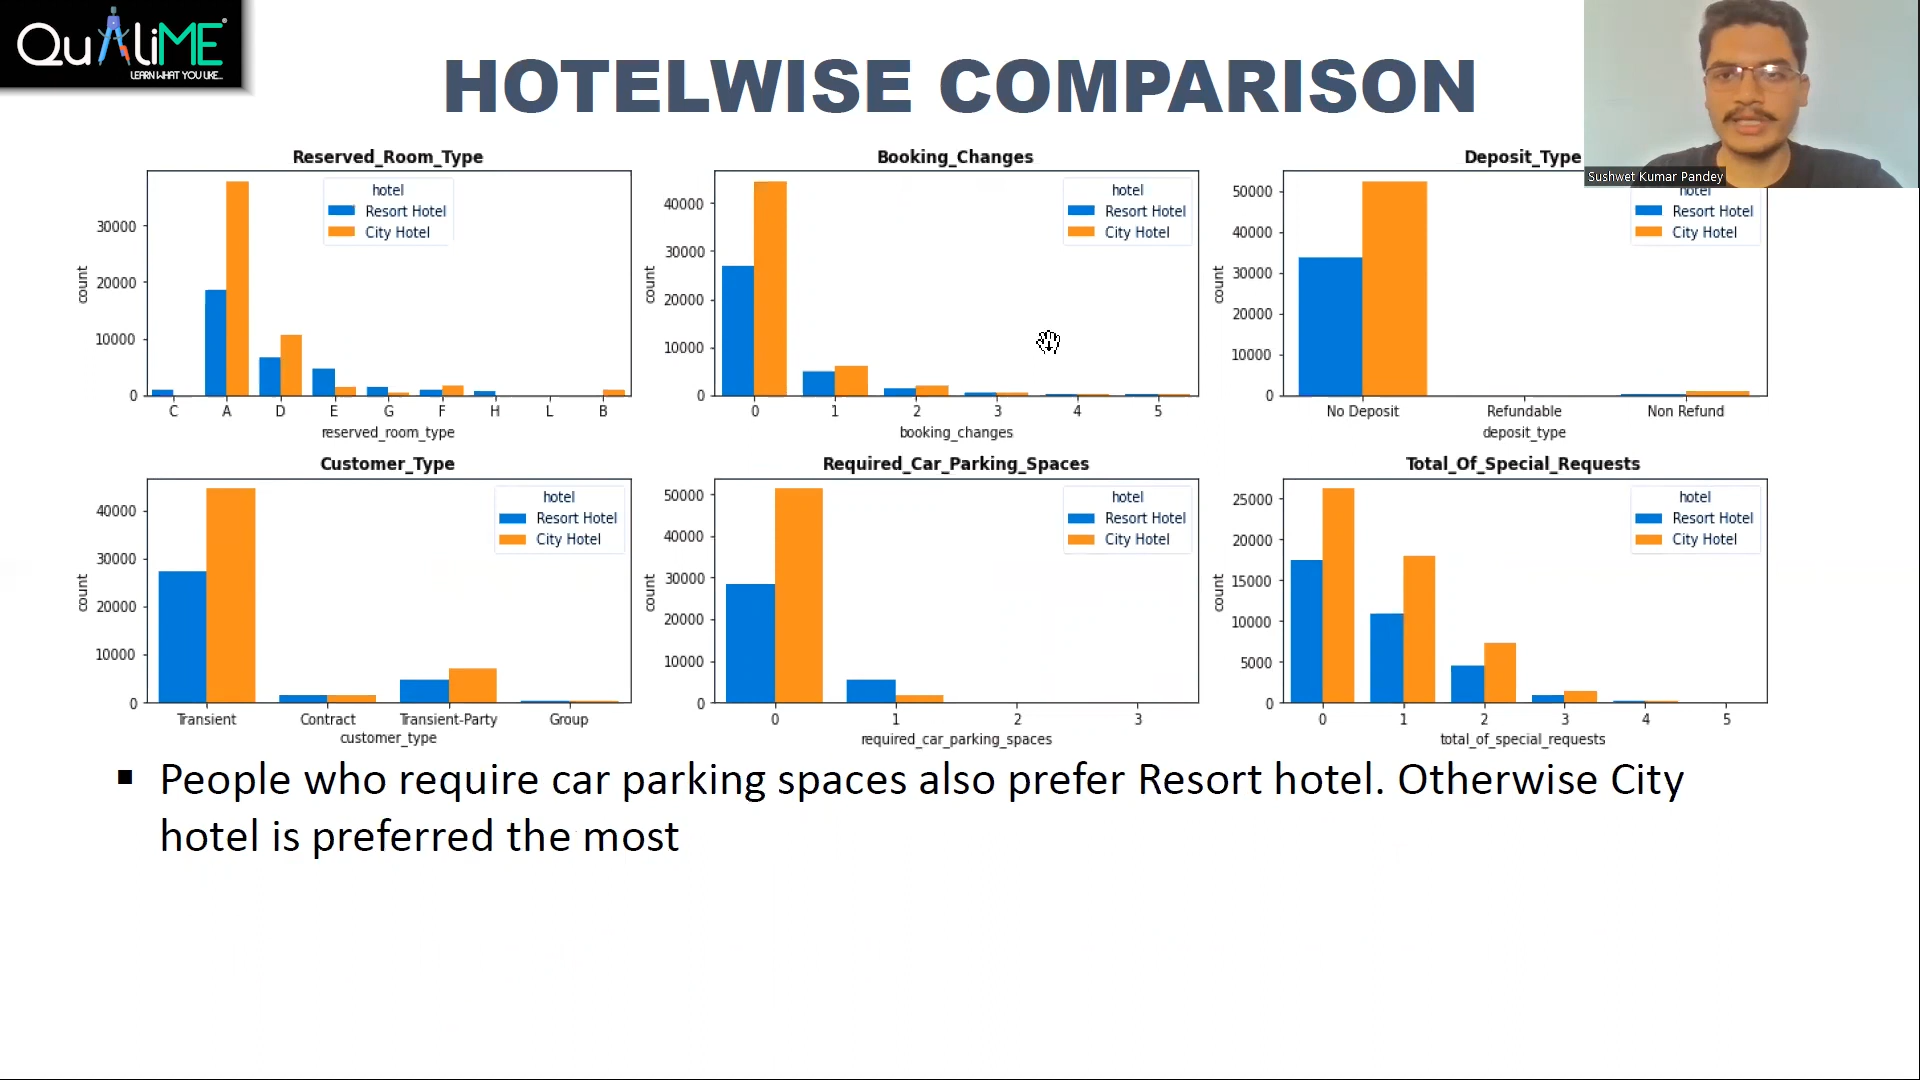 QuAliME®
LEARN WHAT YOU LIKE...
HOTELWISE COMPARISON
Sushwet Kumar Pandey
Reserved_Room_Type
hotel
Resort Hotel
City Hotel
30000
20000
10000
0
count
C A D E G F H L B
reserved_room_type
Booking_Changes
hotel
Resort Hotel
City Hotel
40000
30000
20000
10000
0
count
0 1 2 3 4 5
booking_changes
Deposit_Type
hotel
Resort Hotel
City Hotel
50000
40000
30000
20000
10000
0
count
No Deposit Refundable Non Refund
deposit_type
Customer_Type
hotel
Resort Hotel
City Hotel
40000
30000
20000
10000
0
count
Transient Contract Transient-Party Group
customer_type
Required_Car_Parking_Spaces
hotel
Resort Hotel
City Hotel
50000
40000
30000
20000
10000
0
count
0 1 2 3
required_car_parking_spaces
Total_Of_Special_Requests
hotel
Resort Hotel
City Hotel
25000
20000
15000
10000
5000
0
count
0 1 2 3 4 5
total_of_special_requests
▪ People who require car parking spaces also prefer Resort hotel. Otherwise City
hotel is preferred the most